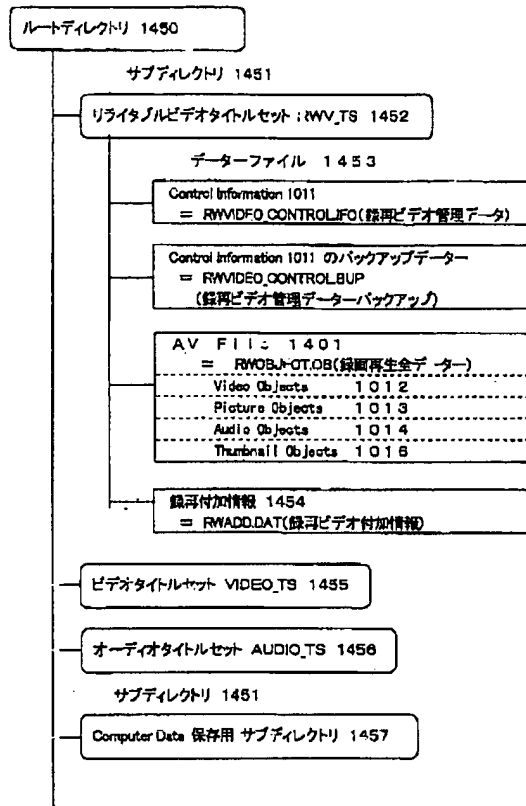 ルートディレクトリ 1450
サブディレクトリ 1451
リライタブルビデオタイトルセット : RWV_TS 1452
データーファイル 1453
Control Information 1011
= RWVIDEO_CONTROL.IFO(録再ビデオ管理データ)
Control Information 1011 のバックアップデーター
= RWVIDEO_CONTROL.BUP
(録再ビデオ管理データーバックアップ)
AV File 1401
= (録画再生全データー)
Video Objects 1012
Picture Objects 1013
Audio Objects 1014
Thumbnail Objects 1016
録再付加情報 1454
= RWADD.DAT(録再ビデオ付加情報)
ビデオタイトルセット VIDEO_TS 1455
オーディオタイトルセット AUDIO_TS 1456
サブディレクトリ 1451
Computer Data 保存用 サブディレクトリ 1457